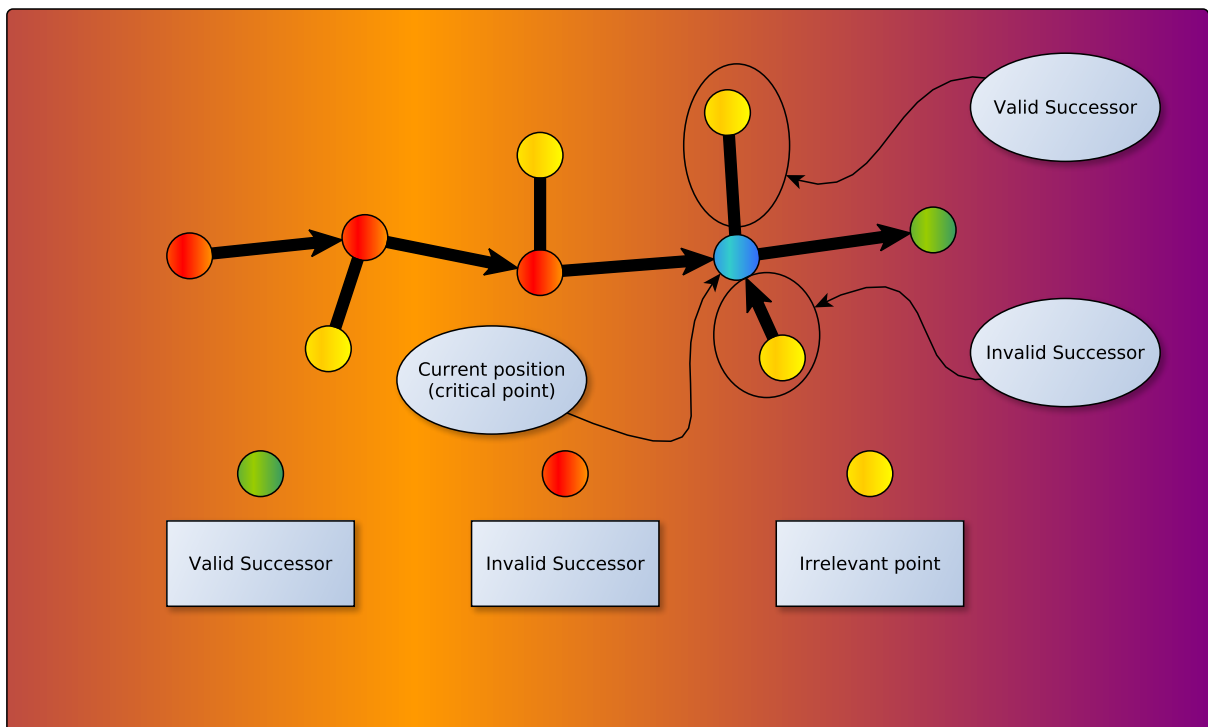 Valid Successor
Invalid Successor
Current position
(critical point)
Valid Successor
Invalid Successor
Irrelevant point